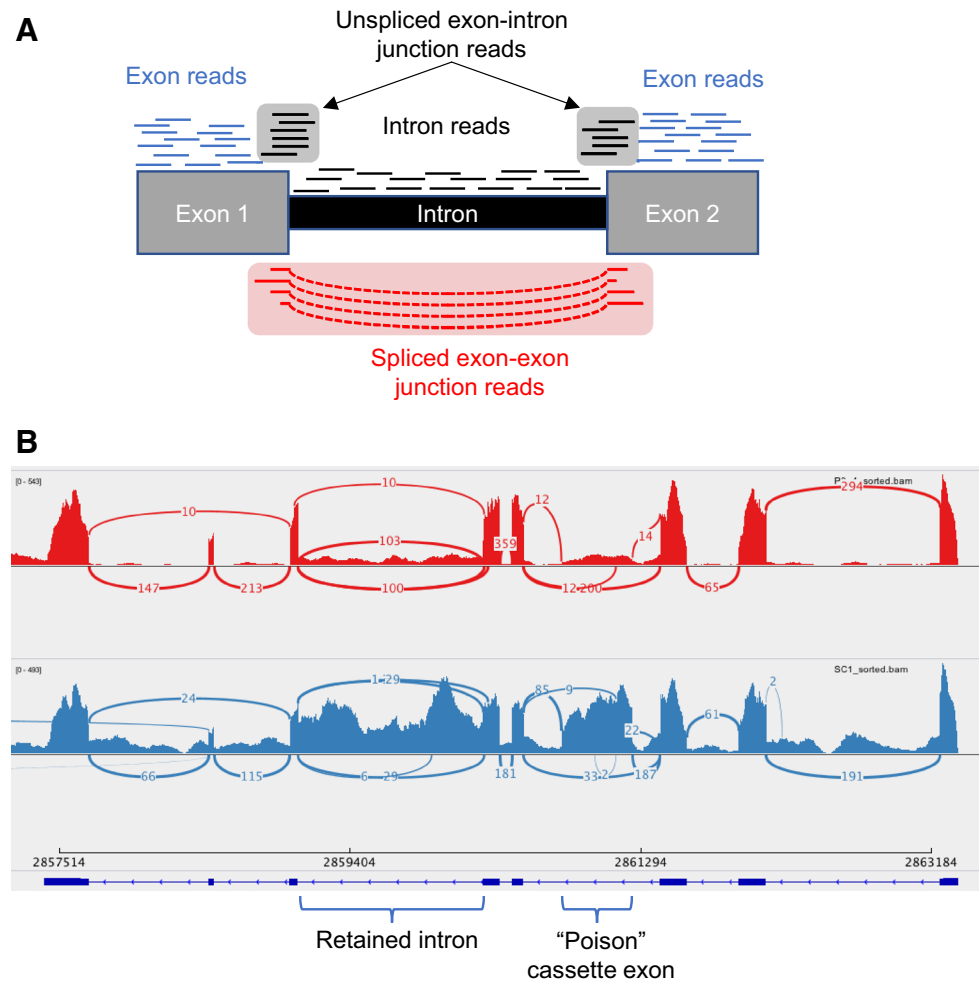 A
Unspliced exon-intron
junction reads
Exon reads
Exon reads
Intron reads
Exon 1
Intron
Exon 2
Spliced exon-exon
junction reads
B
[0 - 543]
294
10
10
12
103
359
14
147
213
100
12
200
65
[0 - 493]
SC1_sorted.bam
24
1
29
85
9
2
61
22
66
115
6
29
181
33
2
187
191
2857514
2859404
2861294
2863184
Retained intron
“Poison”
cassette exon